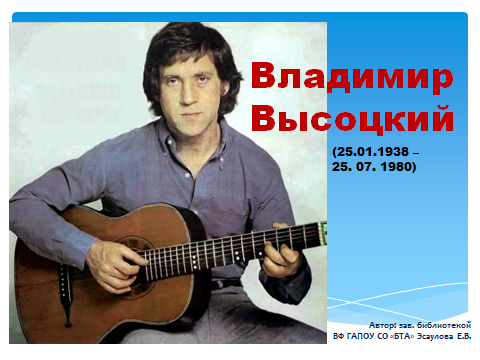 Владимир
Высоцкий
(25.01.1938 –
25. 07. 1980)
Автор: зав. библиотекой
ВФ ГАПОУ СО «БТА» Эсаулова Е.В.